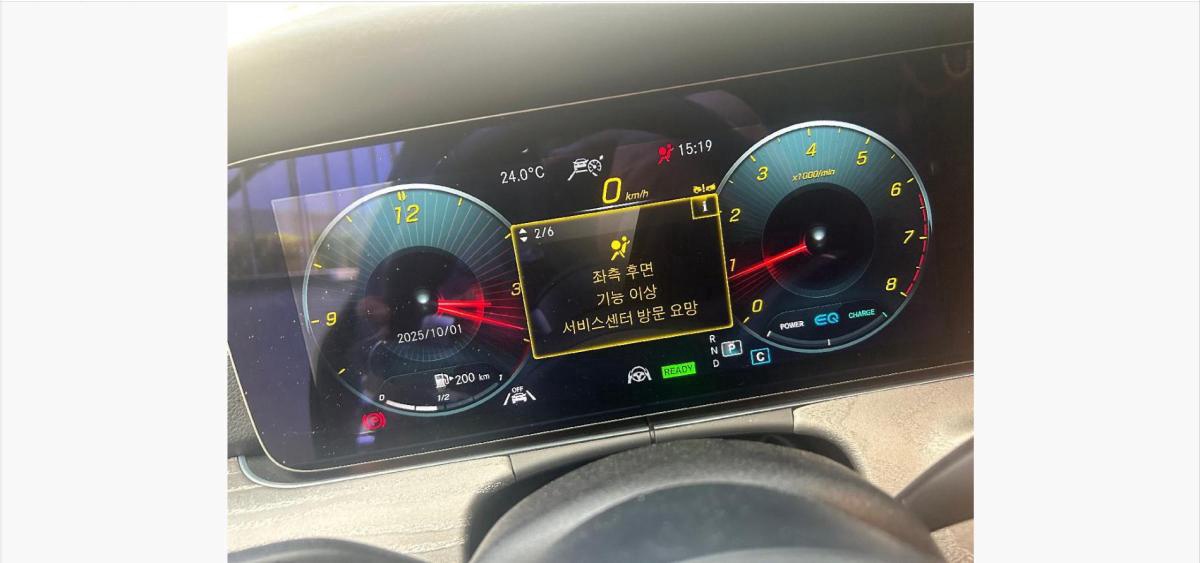 24.0°C
15:19
0 km/h
12
3
9
2025/10/01
200 km
0 1/2 1
OFF
2/6
i
좌측 후면
기능 이상
서비스센터 방문 요망
READY
R
N P
D
C
4
3 5
x1000/min
2 6
1 7
0 8
POWER EQ CHARGE
P